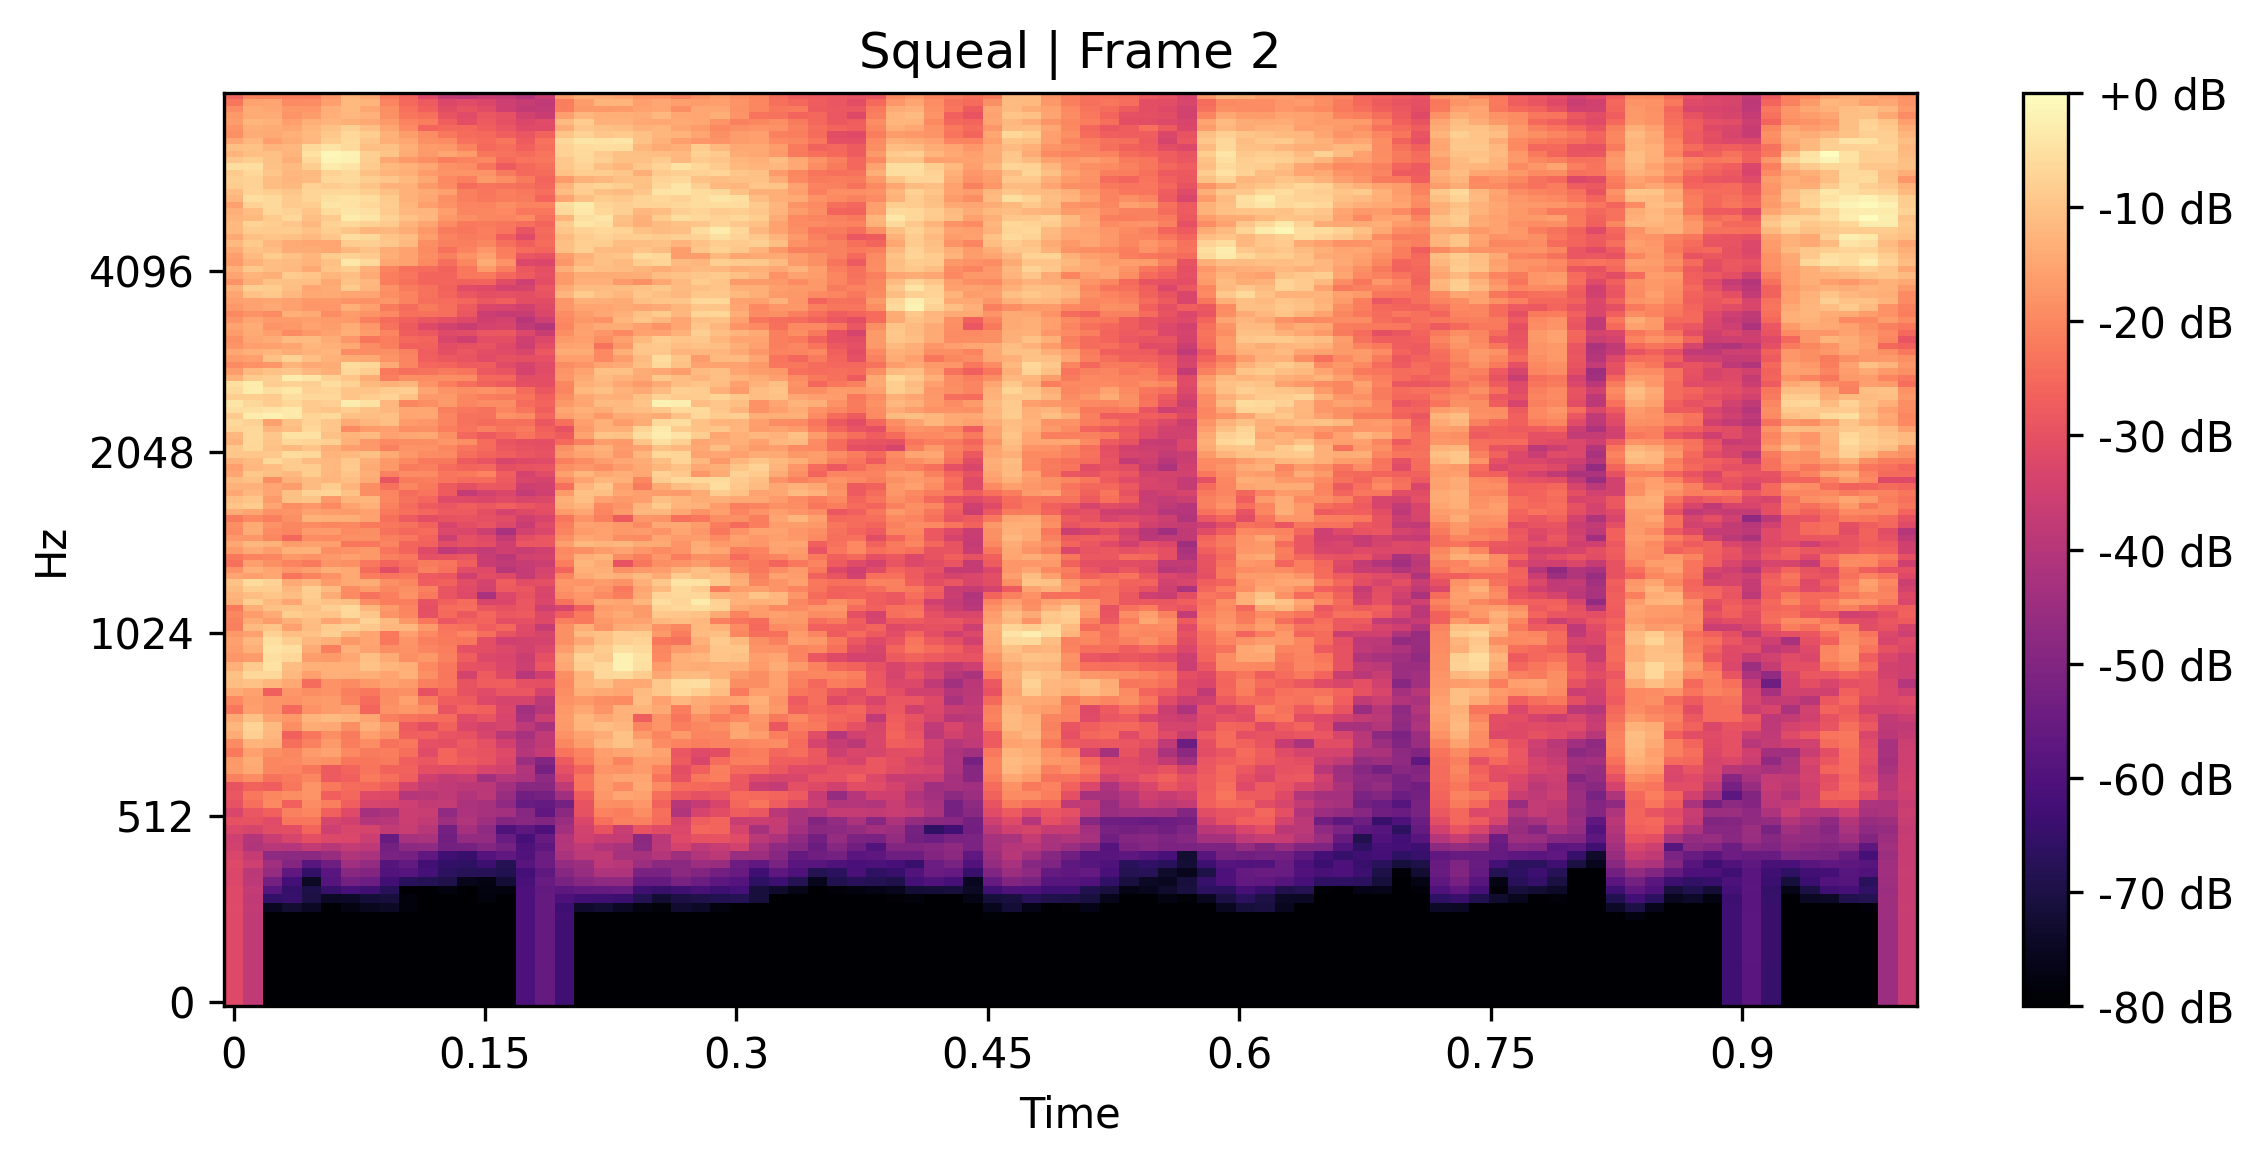 Squeal | Frame 2
+0 dB
-10 dB
-20 dB
-30 dB
-40 dB
-50 dB
-60 dB
-70 dB
-80 dB
Hz
4096
2048
1024
512
0
0 0.15 0.3 0.45 0.6 0.75 0.9
Time